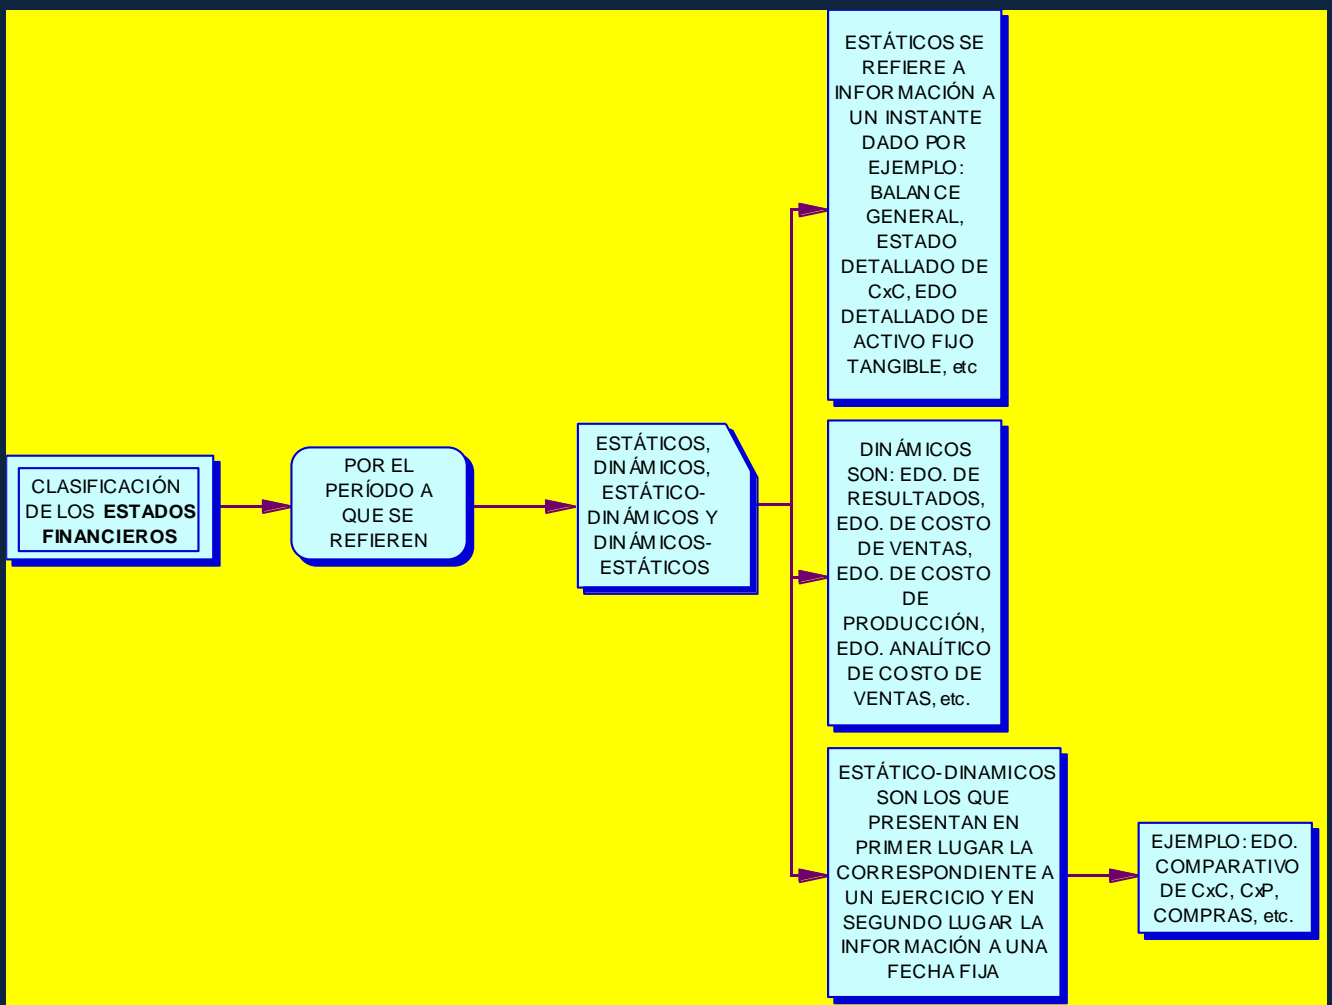 CLASIFICACIÓN
DE LOS ESTADOS
FINANCIEROS
POR EL
PERÍODO A
QUE SE
REFIEREN
ESTÁTICOS,
DINÁMICOS,
ESTÁTICO-
DINÁMICOS Y
DINÁMICOS-
ESTÁTICOS
ESTÁTICOS SE
REFIERE A
INFORMACIÓN A
UN INSTANTE
DADO POR
EJEMPLO:
BALANCE
GENERAL,
ESTADO
DETALLADO DE
CxC, EDO
DETALLADO DE
ACTIVO FIJO
TANGIBLE, etc
DINÁMICOS
SON: EDO. DE
RESULTADOS,
EDO. DE COSTO
DE VENTAS,
EDO. DE COSTO
DE
PRODUCCIÓN,
EDO. ANALÍTICO
DE COSTO DE
VENTAS, etc.
ESTÁTICO-DINAMICOS
SON LOS QUE
PRESENTAN EN
PRIMER LUGAR LA
CORRESPONDIENTE A
UN EJERCICIO Y EN
SEGUNDO LUGAR LA
INFORMACIÓN A UNA
FECHA FIJA
EJEMPLO: EDO.
COMPARATIVO
DE CxC, CxP,
COMPRAS, etc.